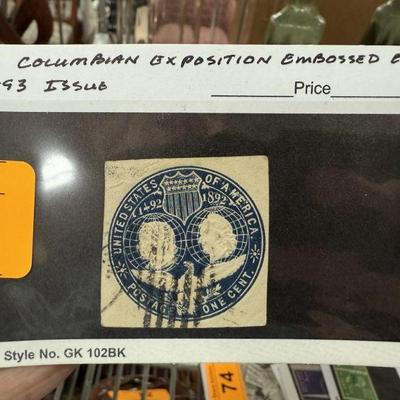 COLUMBIAN EXPOSITION EMBOSSED E
93 ISSUE
Price
UNITED STATES OF AMERICA.
1492 1892
POSTAGE ONE CENT.
Style No. GK 102BK
74